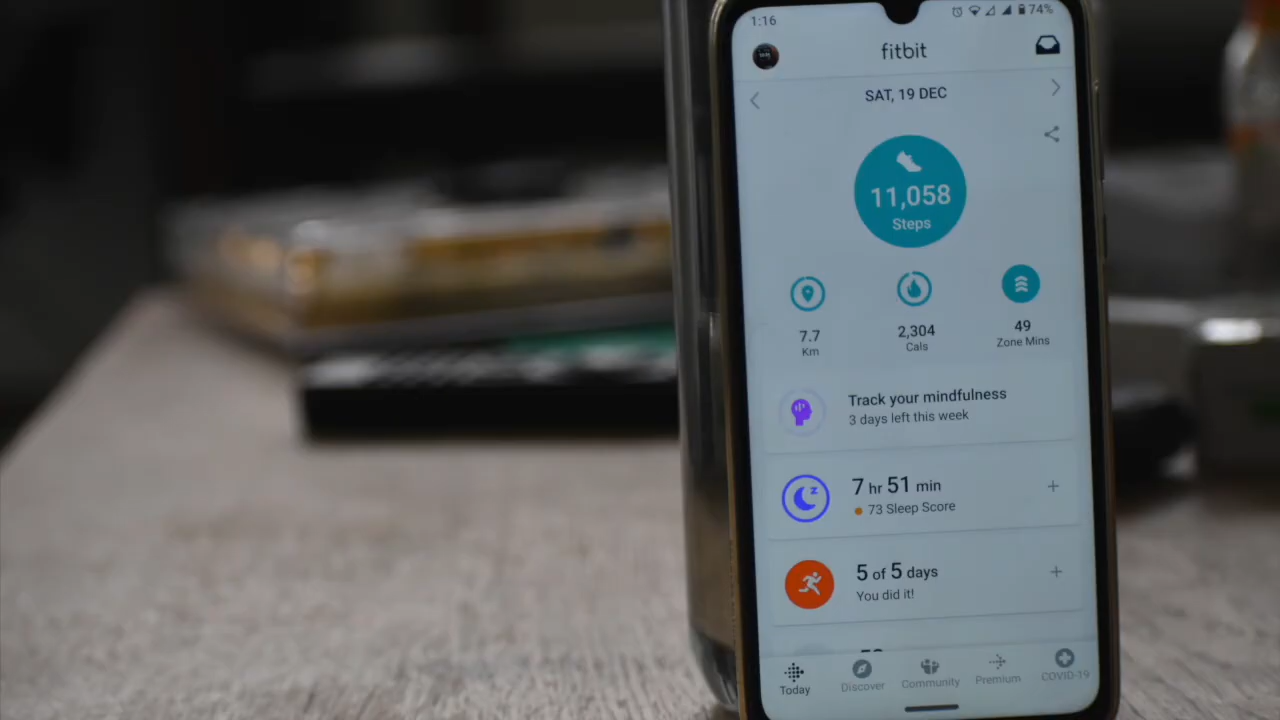 1:16
74%
fitbit
SAT, 19 DEC
11,058
Steps
7.7
Km
2,304
Cals
49
Zone Mins
Track your mindfulness
3 days left this week
7 hr 51 min
73 Sleep Score
5 of 5 days
You did it!
Today
Discover
Community
Premium
COVID-19